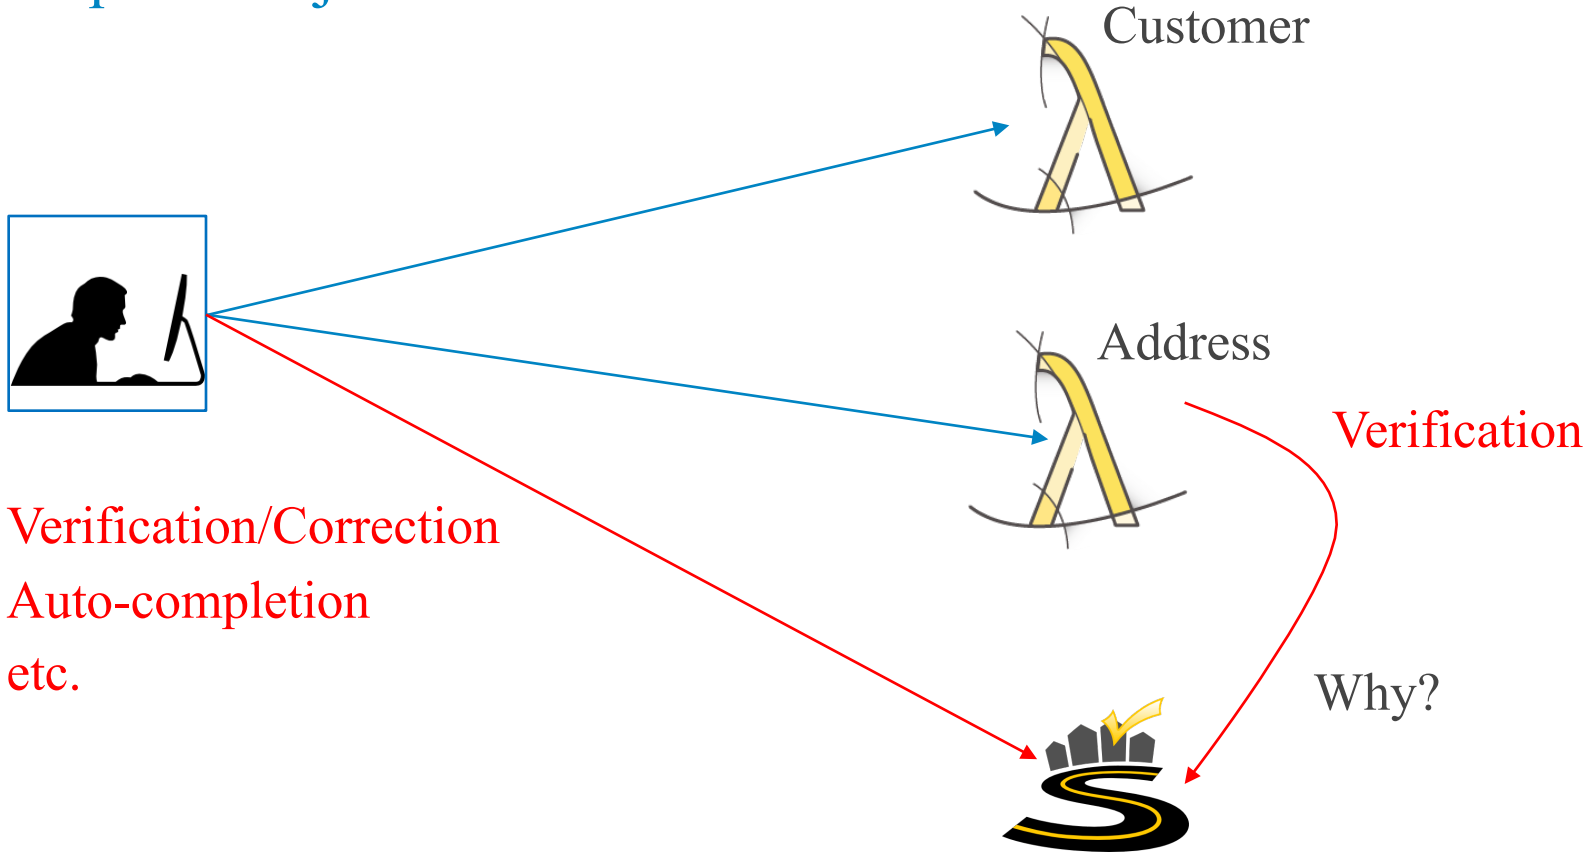 Customer
Address
Verification
Verification/Correction
Auto-completion
etc.
Why?